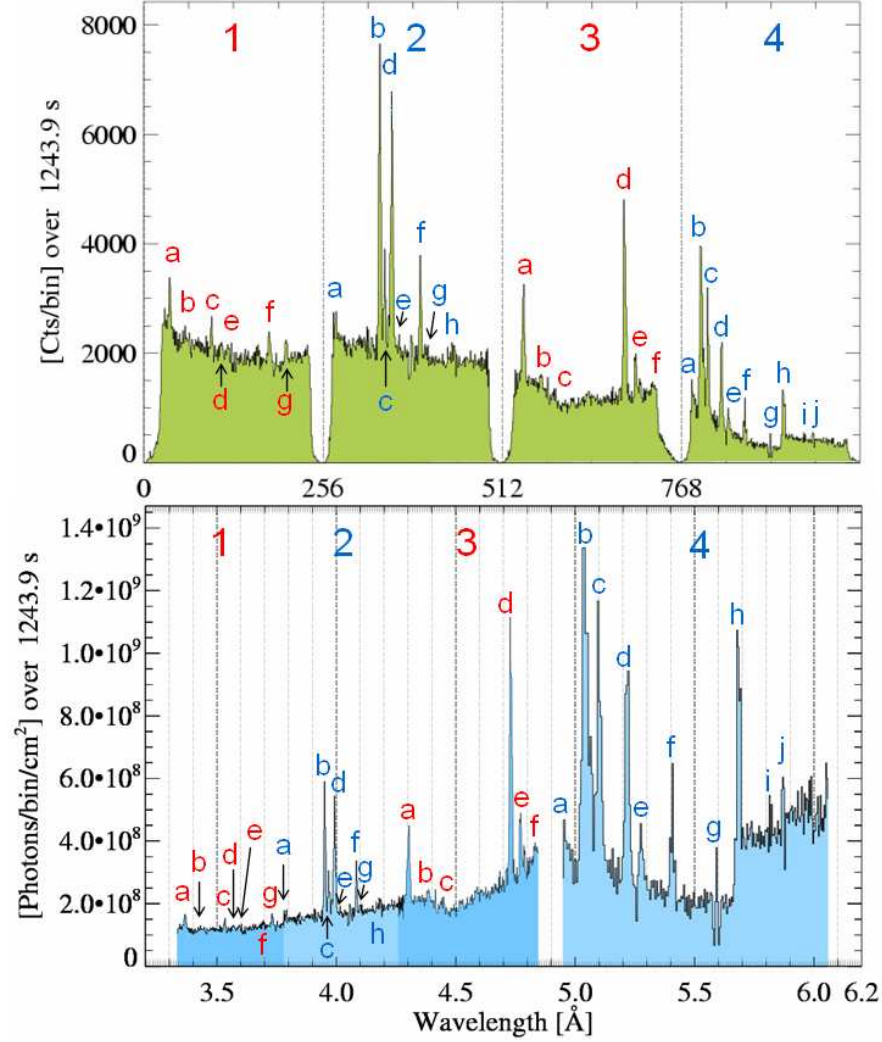 8000
6000
4000
2000
0
[Cts/bin] over 1243.9 s
1 2 3 4
a b c d e f g
a b c d e f g h
a b c d e f
a b c d e f g h i j
0 256 512 768
1.4•10⁹
1.2•10⁹
1.0•10⁹
8.0•10⁸
6.0•10⁸
4.0•10⁸
2.0•10⁸
0
[Photons/bin/cm²] over 1243.9 s
1 2 3 4
a b c d e f g
a b c d e f g h
a b c d e f
a b c d e f g h i j
3.5 4.0 4.5 5.0 5.5 6.0 6.2
Wavelength [Å]